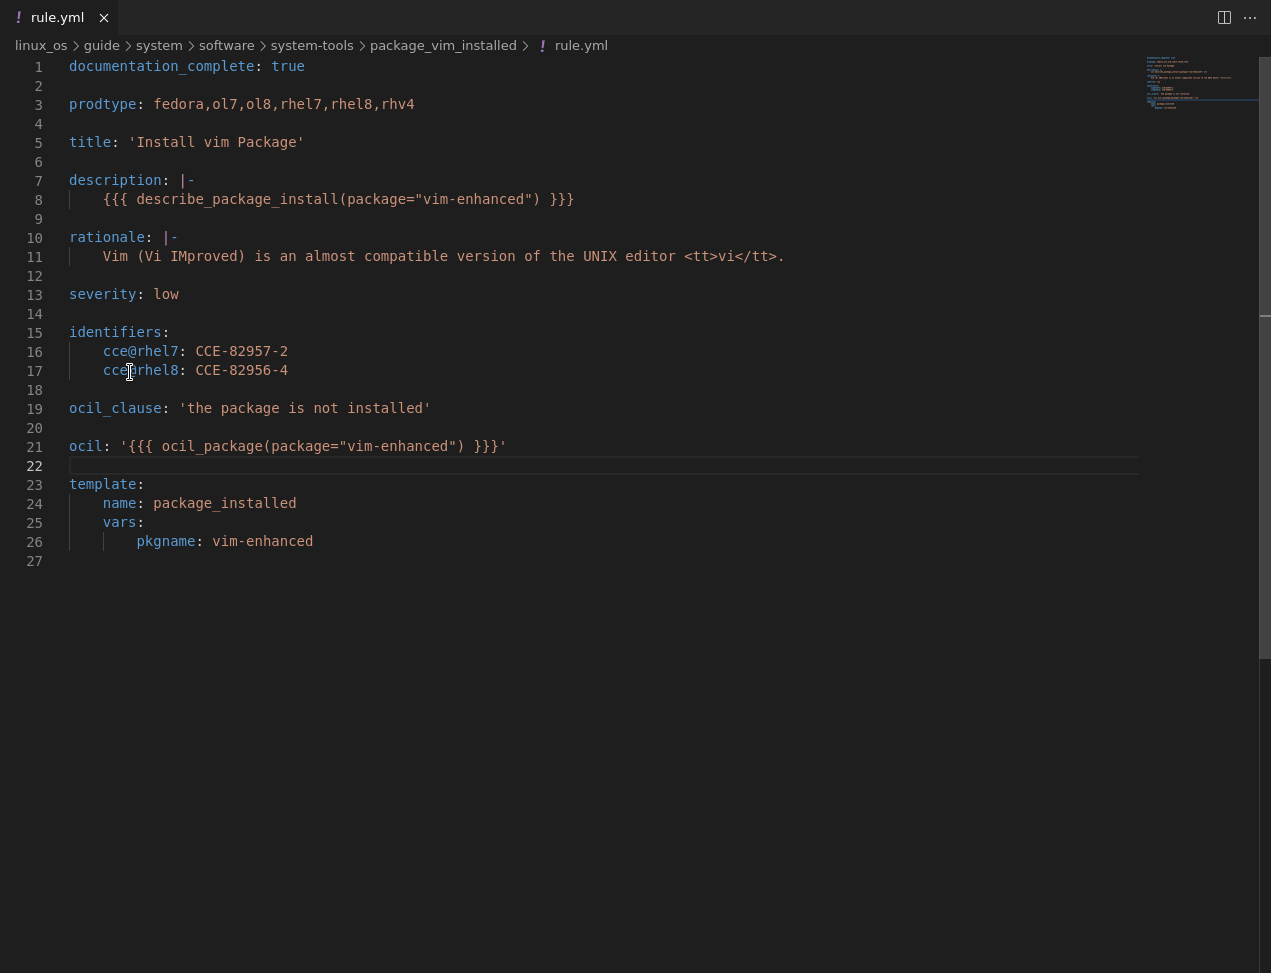 ! rule.yml ×
linux_os > guide > system > software > system-tools > package_vim_installed > ! rule.yml
1 documentation_complete: true
2
3 prodtype: fedora,ol7,ol8,rhel7,rhel8,rhv4
4
5 title: 'Install vim Package'
6
7 description: |-
8 {{{ describe_package_install(package="vim-enhanced") }}}
9
10 rationale: |-
11 Vim (Vi IMproved) is an almost compatible version of the UNIX editor <tt>vi</tt>.
12
13 severity: low
14
15 identifiers:
16 cce@rhel7: CCE-82957-2
17 cce@rhel8: CCE-82956-4
18
19 ocil_clause: 'the package is not installed'
20
21 ocil: '{{{ ocil_package(package="vim-enhanced") }}}'
22
23 template:
24 name: package_installed
25 vars:
26 pkgname: vim-enhanced
27